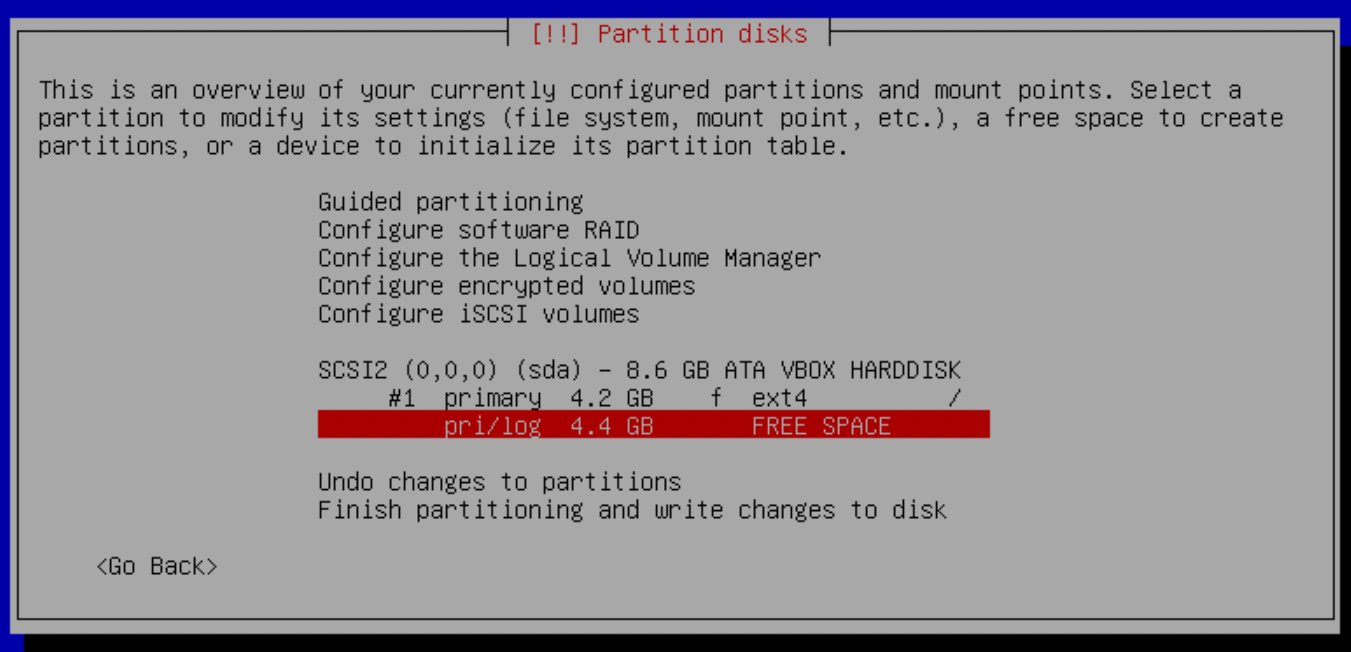 [!!] Partition disks
This is an overview of your currently configured partitions and mount points. Select a
partition to modify its settings (file system, mount point, etc.), a free space to create
partitions, or a device to initialize its partition table.
Guided partitioning
Configure software RAID
Configure the Logical Volume Manager
Configure encrypted volumes
Configure iSCSI volumes
SCSI2 (0,0,0) (sda) – 8.6 GB ATA VBOX HARDDISK
#1 primary 4.2 GB f ext4 /
pri/log 4.4 GB FREE SPACE
Undo changes to partitions
Finish partitioning and write changes to disk
<Go Back>